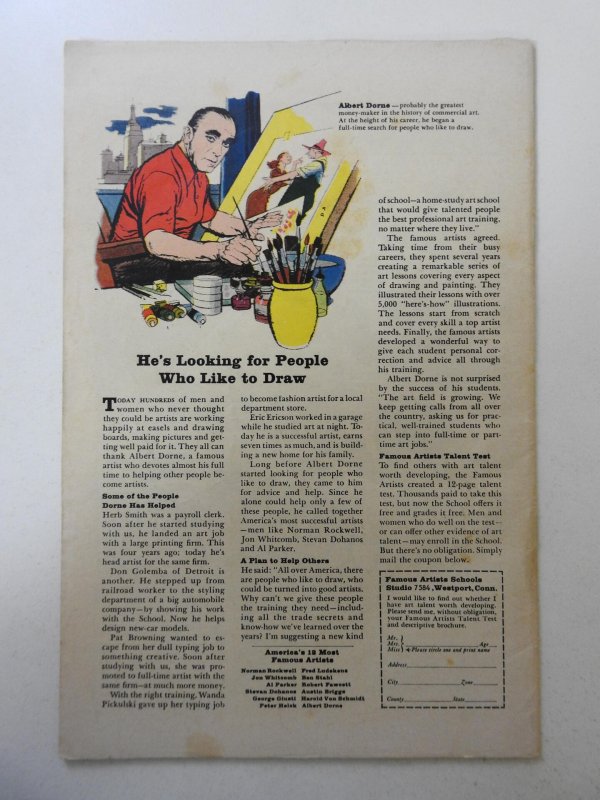 Albert Dorne — probably the greatest
money-maker in the history of commercial art.
At the height of his career, he began a
full-time search for people who like to draw.
He's Looking for People
Who Like to Draw
TODAY HUNDREDS of men and
women who never thought
they could be artists are working
happily at easels and drawing
boards, making pictures and get-
ting well paid for it. They all can
thank Albert Dorne, a famous
artist who devotes almost his full
time to helping other people be-
come artists.
Some of the People
Dorne Has Helped
Herb Smith was a payroll clerk.
Soon after he started studying
with us, he landed an art job
with a large printing firm. This
was four years ago; today he's
head artist for the same firm.
Don Golemba of Detroit is
another. He stepped up from
railroad worker to the styling
department of a big automobile
company—by showing his work
with the School. Now he helps
design new-car models.
Pat Browning wanted to es-
cape from her dull typing job to
something creative. Soon after
studying with us, she was pro-
moted to full-time artist with the
same firm—at much more money.
With the right training, Wanda
Pickulski gave up her typing job
to become fashion artist for a local
department store.
Eric Ericson worked in a garage
while he studied art at night. To-
day he is a successful artist, earns
seven times as much, and is build-
ing a new home for his family.
Long before Albert Dorne
started looking for people who
like to draw, they came to him
for advice and help. Since he
alone could help only a few of
these people, he called together
America's most successful artists
—men like Norman Rockwell,
Jon Whitcomb, Stevan Dohanos
and Al Parker.
A Plan to Help Others
He said: "All over America, there
are people who like to draw, who
could be turned into good artists.
Why can't we give these people
the training they need—includ-
ing all the trade secrets and
know-how we've learned over the
years? I'm suggesting a new kind
America's 12 Most
Famous Artists
Norman Rockwell Fred Ludekens
Jon Whitcomb Ben Stahl
Al Parker Robert Fawcett
Stevan Dohanos Austin Briggs
George Giusti Harold Von Schmidt
Peter Helck Albert Dorne
of school—a home-study art school
that would give talented people
the best professional art training,
no matter where they live."
The famous artists agreed.
Taking time from their busy
careers, they spent several years
creating a remarkable series of
art lessons covering every aspect
of drawing and painting. They
illustrated their lessons with over
5,000 "here's-how" illustrations.
The lessons start from scratch
and cover every skill a top artist
needs. Finally, the famous artists
developed a wonderful way to
give each student personal cor-
rection and advice all through
his training.
Albert Dorne is not surprised
by the success of his students.
"The art field is growing. We
keep getting calls from all over
the country, asking us for prac-
tical, well-trained students who
can step into full-time or part-
time art jobs."
Famous Artists Talent Test
To find others with art talent
worth developing, the Famous
Artists created a 12-page talent
test. Thousands paid to take this
test, but now the School offers it
free and grades it free. Men and
women who do well on the test—
or can offer other evidence of art
talent—may enroll in the School.
But there's no obligation. Simply
mail the coupon below.
Famous Artists Schools
Studio 7384, Westport, Conn.
I would like to find out whether I
have art talent worth developing.
Please send me, without obligation,
your Famous Artists Talent Test
and descriptive brochure.
Mr.
Mrs. Age
Miss Please circle one and print name
Address
City Zone
County State